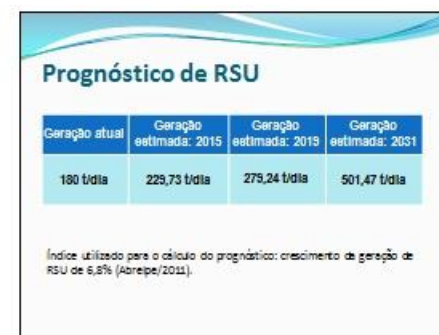 Prognóstico de RSU
Geração atual
Geração estimada: 2015
Geração estimada: 2019
Geração estimada: 2031
180 t/dia
229,73 t/dia
279,24 t/dia
501,47 t/dia
Índice utilizado para o cálculo do prognóstico: crescimento da geração de
RSU de 6,8% (Abrelpe/2011).